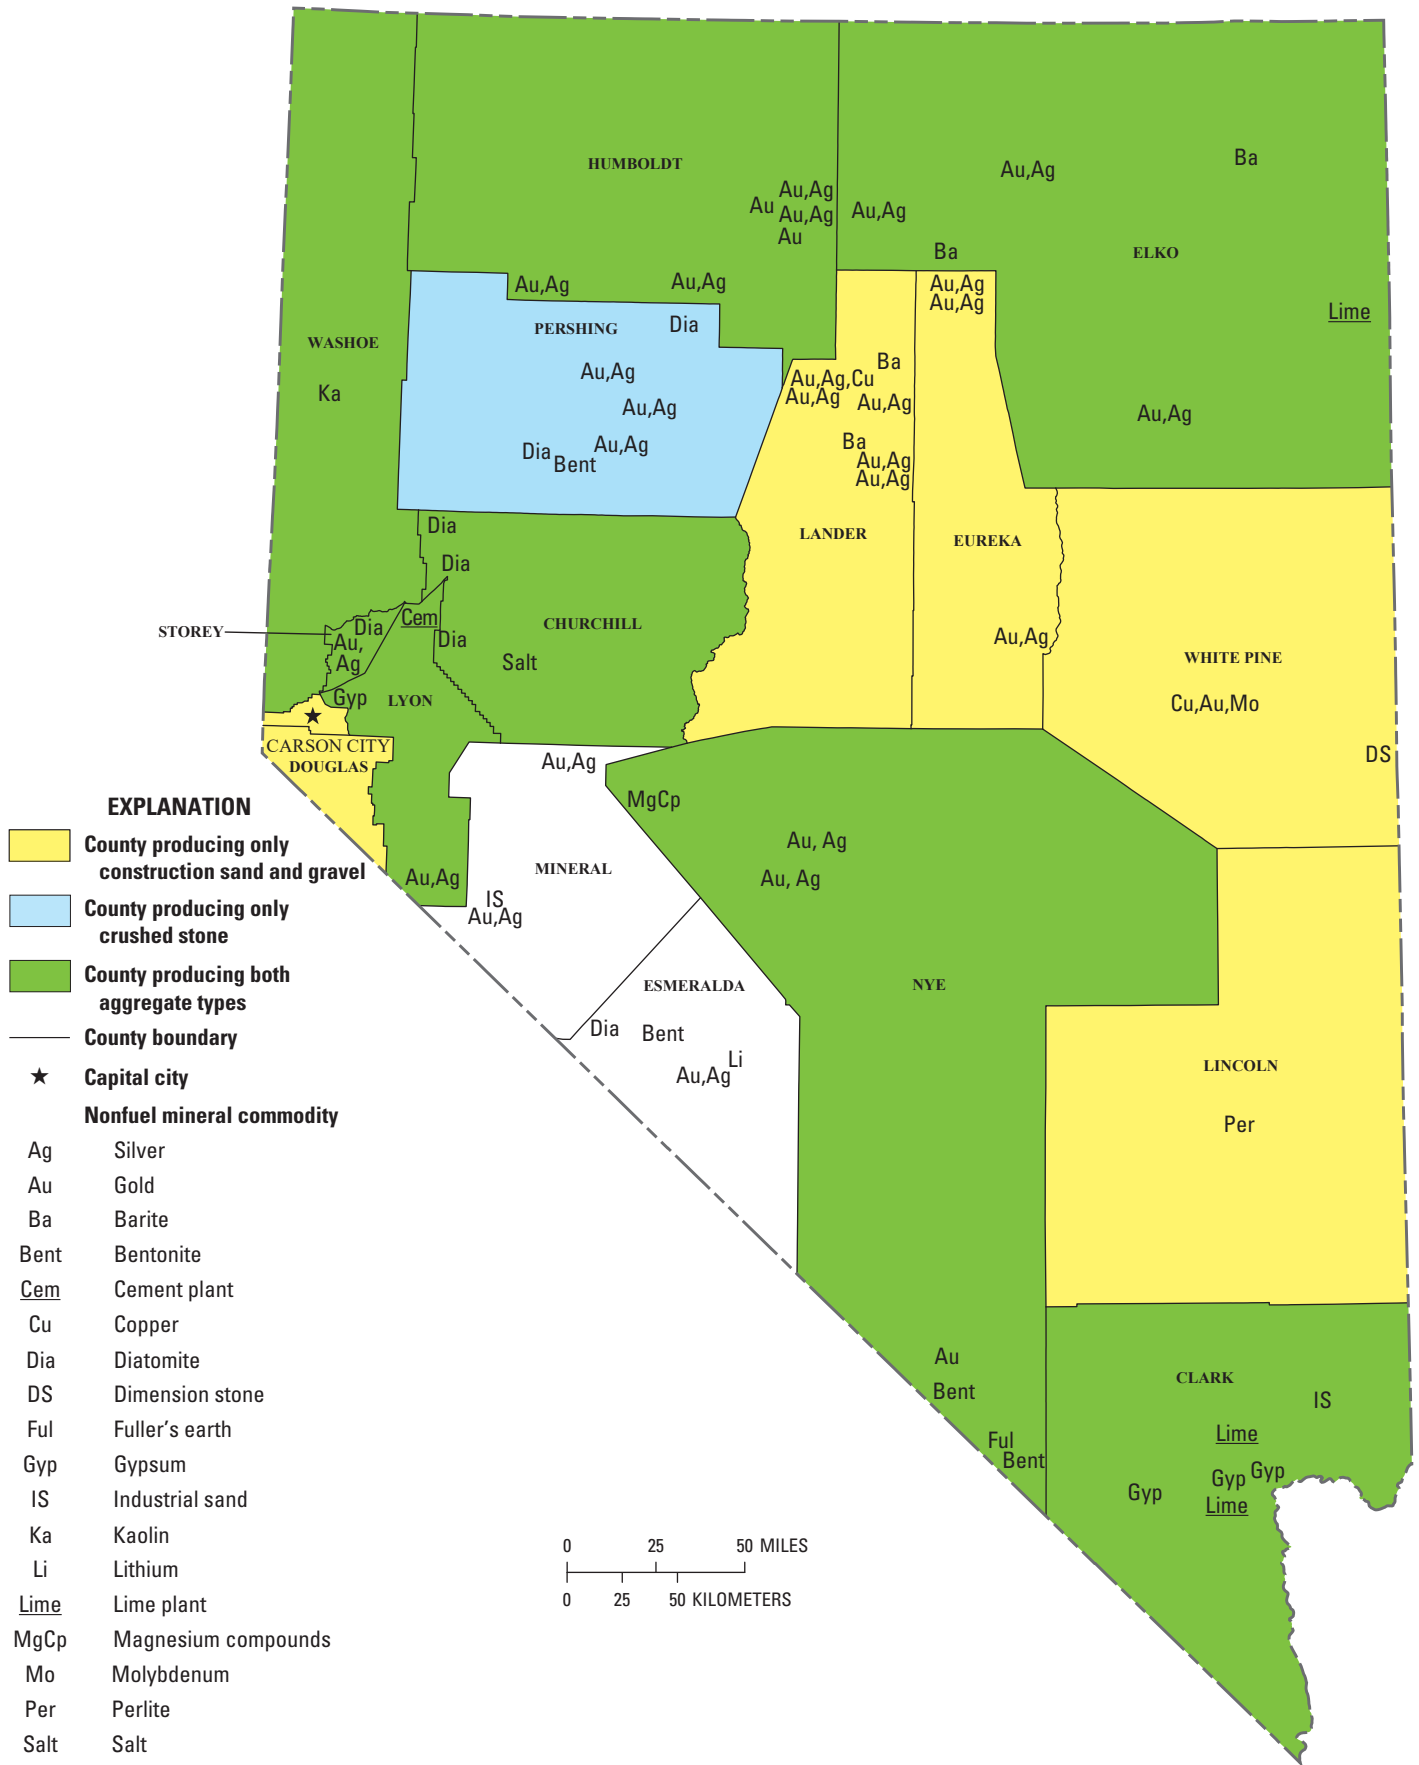 HUMBOLDT
Ba
Au,Ag
Au,Ag
Au
Au,Ag
Au,Ag
Au
Ba
ELKO
Au,Ag
Au,Ag
Au,Ag
Au,Ag
Lime
PERSHING
Dia
WASHOE
Ka
Au,Ag
Ba
Au,Ag,Cu
Au,Ag
Au,Ag
Au,Ag
Au,Ag
Au,Ag
Dia
Bent
Ba
Au,Ag
Au,Ag
Dia
LANDER
EUREKA
Dia
Cem
STOREY
Dia
Au,
Ag
Dia
CHURCHILL
Salt
Au,Ag
WHITE PINE
Gyp
LYON
Cu,Au,Mo
CARSON CITY
DOUGLAS
Au,Ag
DS
MgCp
Au, Ag
MINERAL
Au,Ag
Au, Ag
IS
Au,Ag
ESMERALDA
NYE
Dia
Bent
Li
Au,Ag
LINCOLN
Per
Au
Bent
CLARK
IS
Lime
Ful
Bent
Gyp
Gyp
Gyp
Lime
EXPLANATION
County producing only
construction sand and gravel
County producing only
crushed stone
County producing both
aggregate types
County boundary
Capital city
Nonfuel mineral commodity
Ag Silver
Au Gold
Ba Barite
Bent Bentonite
Cem Cement plant
Cu Copper
Dia Diatomite
DS Dimension stone
Ful Fuller’s earth
Gyp Gypsum
IS Industrial sand
Ka Kaolin
Li Lithium
Lime Lime plant
MgCp Magnesium compounds
Mo Molybdenum
Per Perlite
Salt Salt
0 25 50 MILES
0 25 50 KILOMETERS